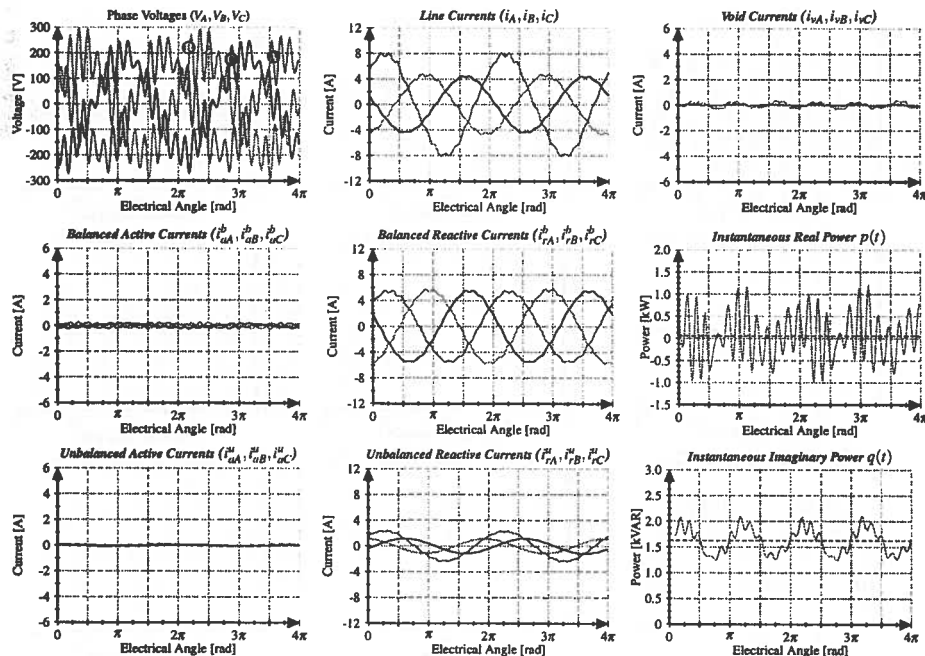 Phase Voltages (V_A, V_B, V_C)
Voltage [V]
300
200
100
0
-100
-200
-300
0
π
2π
3π
4π
Electrical Angle [rad]
Line Currents (i_A, i_B, i_C)
Current [A]
12
8
4
0
-4
-8
-12
0
π
2π
3π
4π
Electrical Angle [rad]
Void Currents (i_vA, i_vB, i_vC)
Current [A]
6
4
2
0
-2
-4
-6
0
π
2π
3π
4π
Electrical Angle [rad]
Balanced Active Currents (i^b_aA, i^b_aB, i^b_aC)
Current [A]
6
4
2
0
-2
-4
-6
0
π
2π
3π
4π
Electrical Angle [rad]
Balanced Reactive Currents (i^b_rA, i^b_rB, i^b_rC)
Current [A]
12
8
4
0
-4
-8
-12
0
π
2π
3π
4π
Electrical Angle [rad]
Instantaneous Real Power p(t)
Power [kW]
2.0
1.5
1.0
0.5
0
-0.5
-1.0
-1.5
0
π
2π
3π
4π
Electrical Angle [rad]
Unbalanced Active Currents (i^u_aA, i^u_aB, i^u_aC)
Current [A]
6
4
2
0
-2
-4
-6
0
π
2π
3π
4π
Electrical Angle [rad]
Unbalanced Reactive Currents (i^u_rA, i^u_rB, i^u_rC)
Current [A]
12
8
4
0
-4
-8
-12
0
π
2π
3π
4π
Electrical Angle [rad]
Instantaneous Imaginary Power q(t)
Power [kVAR]
3.0
2.5
2.0
1.5
1.0
0.5
0
0
π
2π
3π
4π
Electrical Angle [rad]